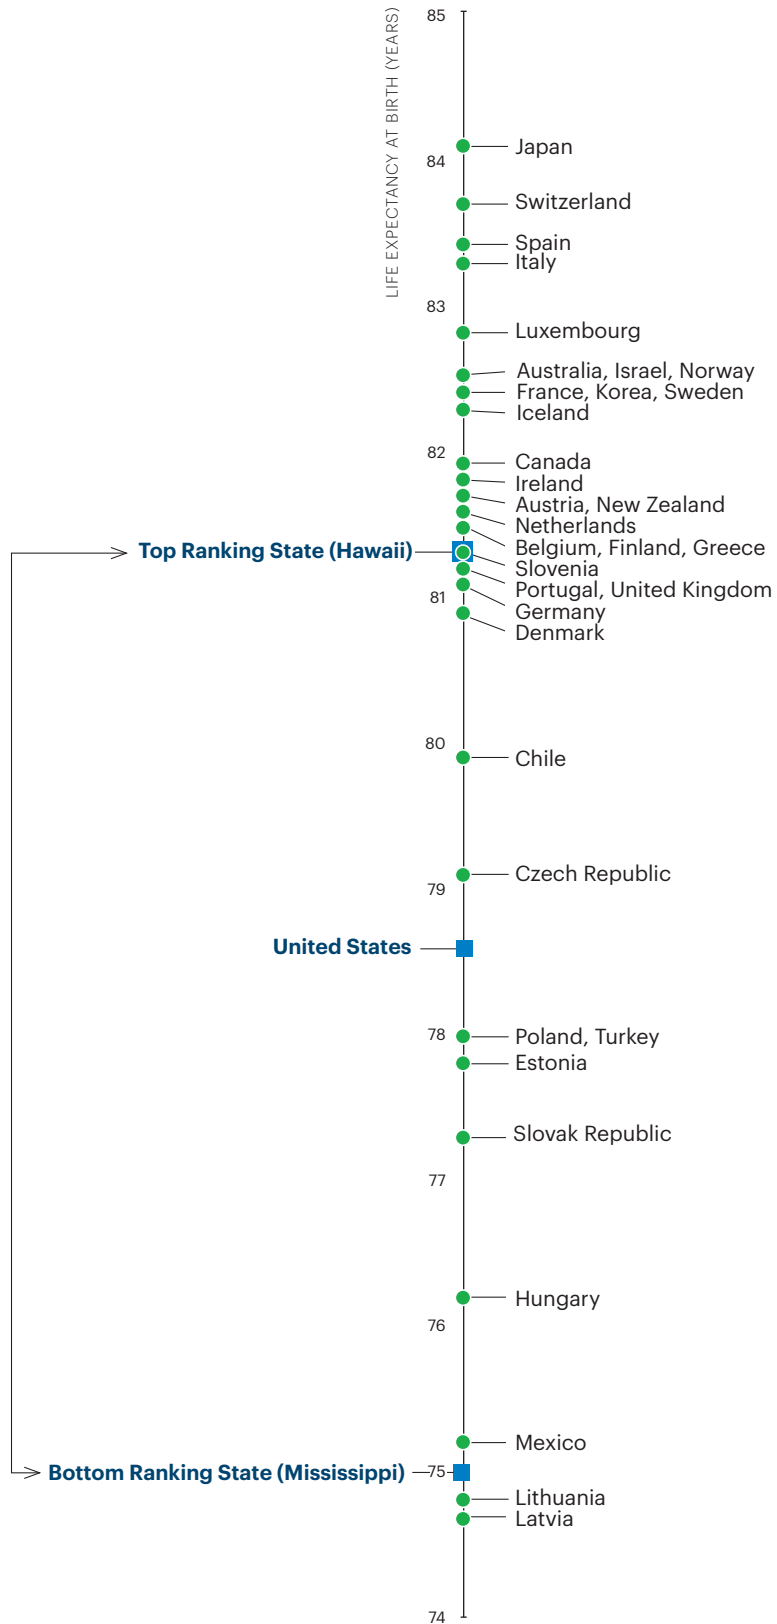 LIFE EXPECTANCY AT BIRTH (YEARS)
85
Japan
84
Switzerland
Spain
Italy
83
Luxembourg
Australia, Israel, Norway
France, Korea, Sweden
Iceland
82
Canada
Ireland
Austria, New Zealand
Netherlands
Belgium, Finland, Greece
Top Ranking State (Hawaii)
Slovenia
Portugal, United Kingdom
81
Germany
Denmark
80
Chile
Czech Republic
79
United States
78
Poland, Turkey
Estonia
Slovak Republic
77
Hungary
76
Mexico
Bottom Ranking State (Mississippi)
75
Lithuania
Latvia
74